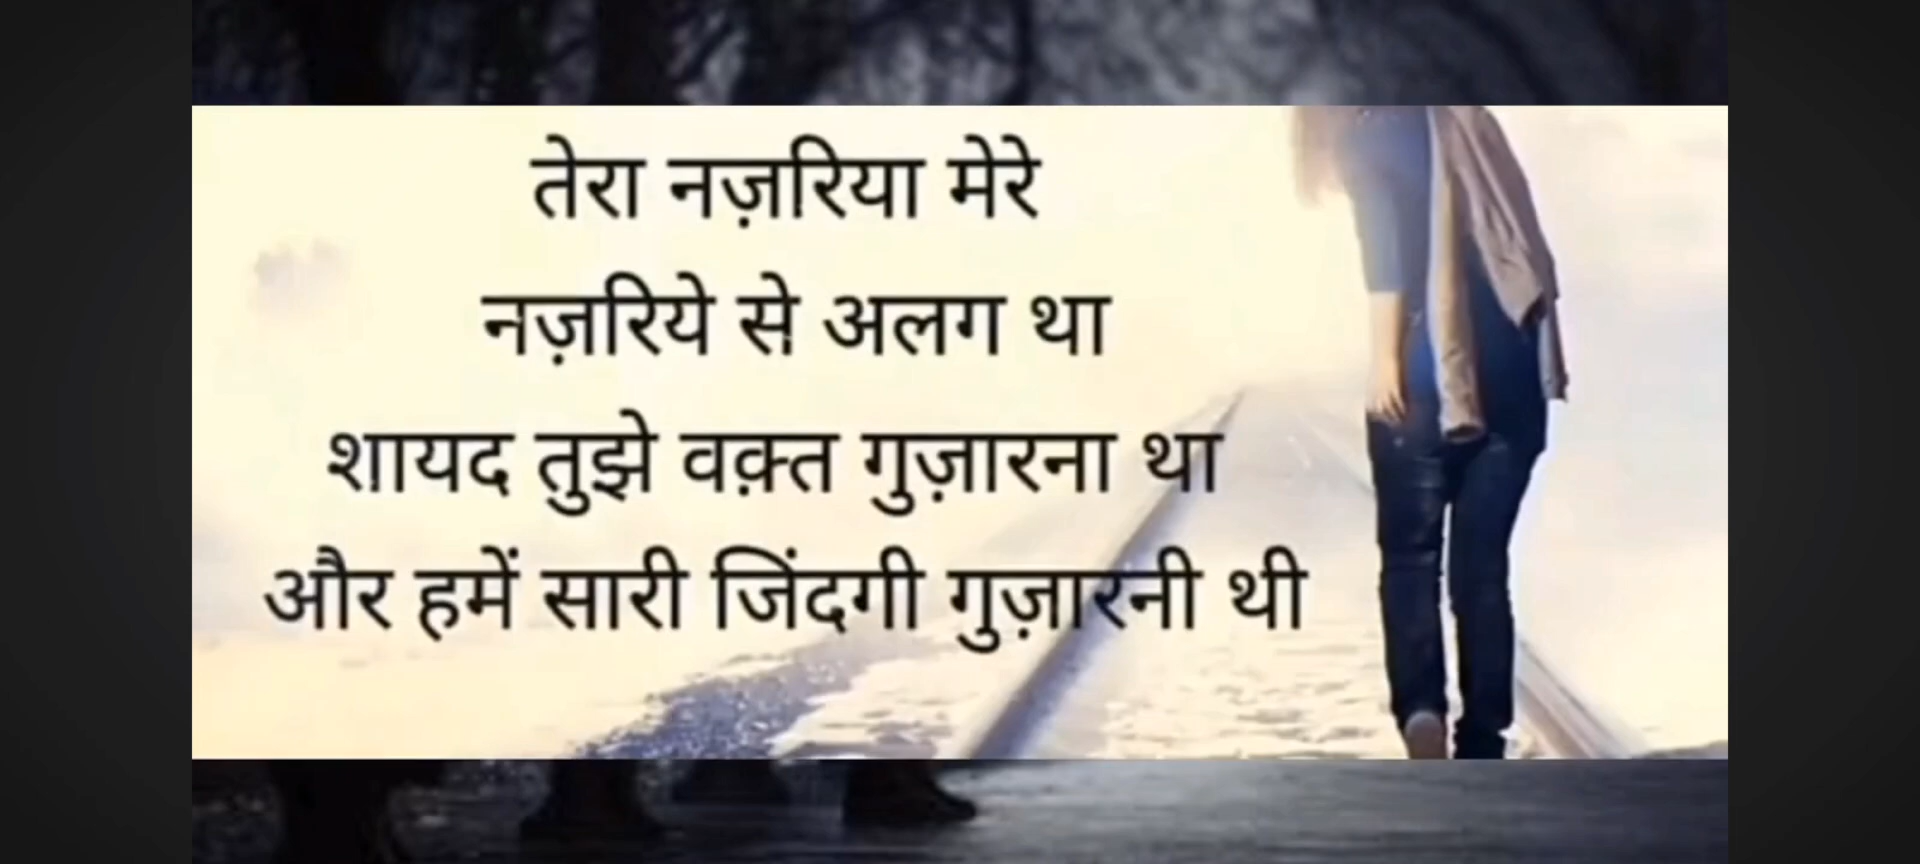 तेरा नज़रिया मेरे
नज़रिये से अलग था
शायद तुझे वक़्त गुज़ारना था
और हमें सारी जिंदगी गुज़ारनी थी